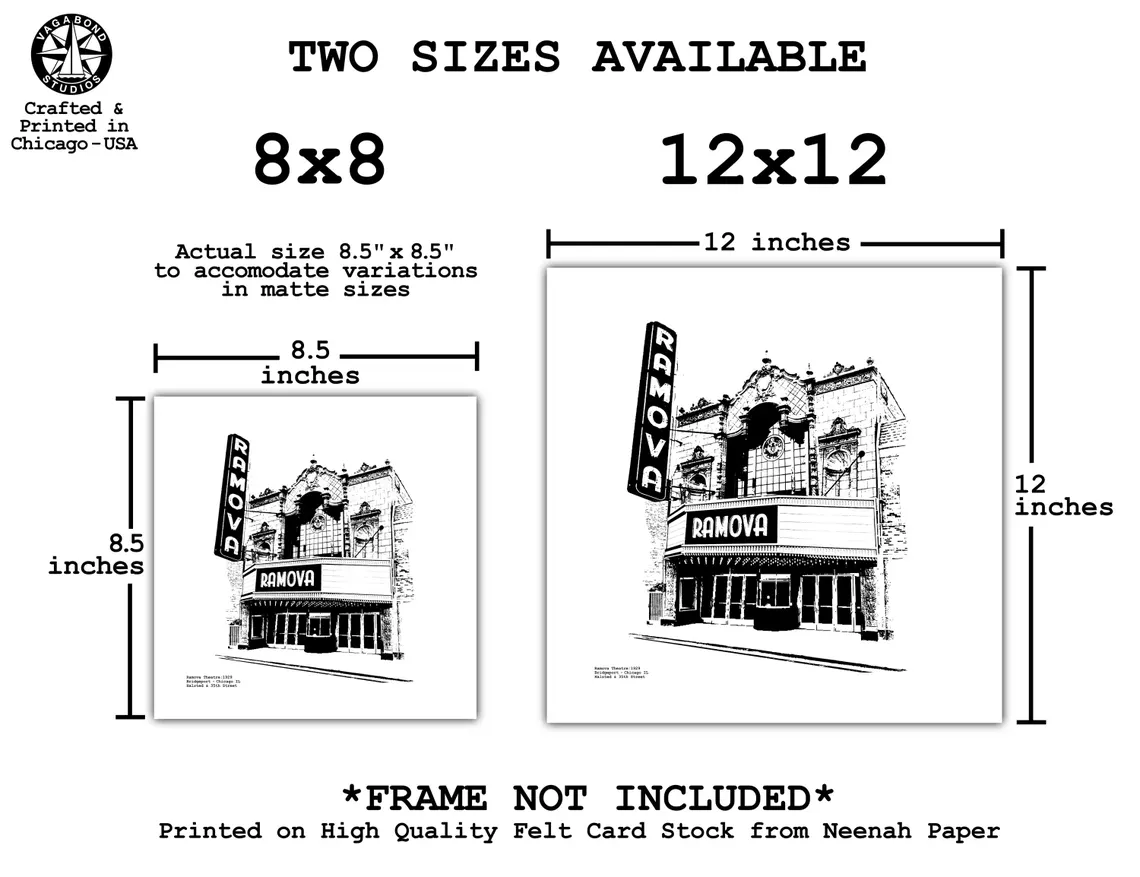 VAGABOND
STUDIOS
Crafted &
Printed in
Chicago-USA
TWO SIZES AVAILABLE
8x8
12x12
Actual size 8.5" x 8.5"
to accomodate variations
in matte sizes
8.5
inches
8.5
inches
RAMOVA
RAMOVA
Ramova Theatre:1929
Bridgeport - Chicago IL
Halsted & 35th Street
12 inches
12
inches
RAMOVA
RAMOVA
Ramova Theatre:1929
Bridgeport - Chicago IL
Halsted & 35th Street
*FRAME NOT INCLUDED*
Printed on High Quality Felt Card Stock from Neenah Paper